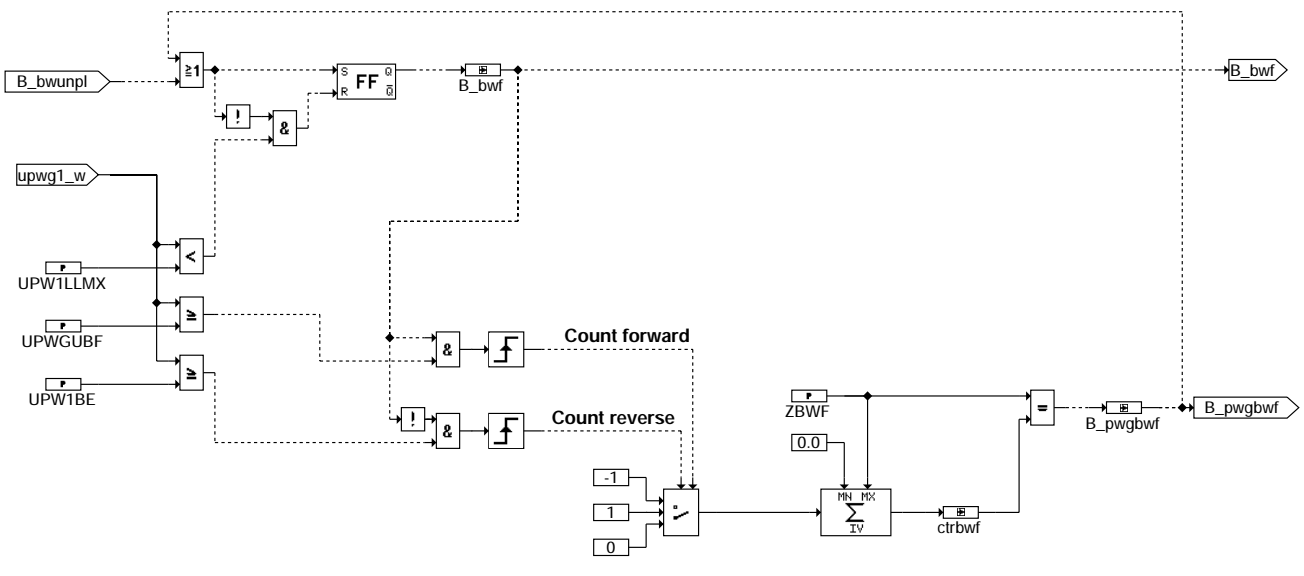 B_bwunpl
≥1
S Q
FF
R Q̅
B_bwf
B_bwf
!
&
upwg1_w
<
P
UPW1LLMX
≥
P
UPWGUBF
≥
P
UPW1BE
&
Count forward
!
&
Count reverse
P
ZBWF
0.0
=
B_pwgbwf
B_pwgbwf
-1
1
0
MN MX
Σ
IV
ctrbwf